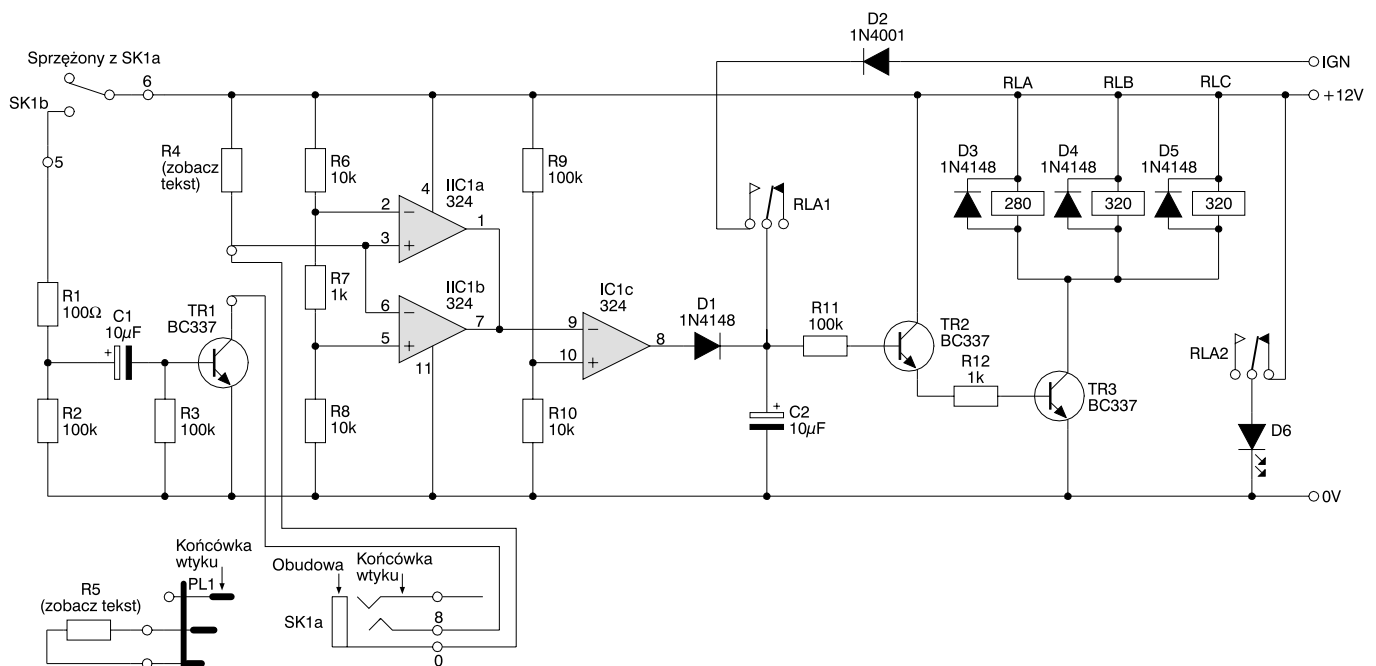 D2
1N4001
IGN
Sprzężony z SK1a
6
SK1b
RLA
RLB
RLC
+12V
5
R4
(zobacz
tekst)
R6
10k
4
IIC1a
324
2
−
1
3
+
R9
100k
D3
1N4148
D4
1N4148
D5
1N4148
280
320
320
RLA1
R7
1k
IIC1b
324
6
−
7
5
+
11
IC1c
324
9
−
8
10
+
D1
1N4148
R11
100k
TR2
BC337
R12
1k
TR3
BC337
RLA2
R1
100Ω
C1
10µF
+
TR1
BC337
R2
100k
R3
100k
R8
10k
R10
10k
+
C2
10µF
D6
0V
Końcówka
wtyku
PL1
R5
(zobacz tekst)
Obudowa
Końcówka
wtyku
SK1a
8
0